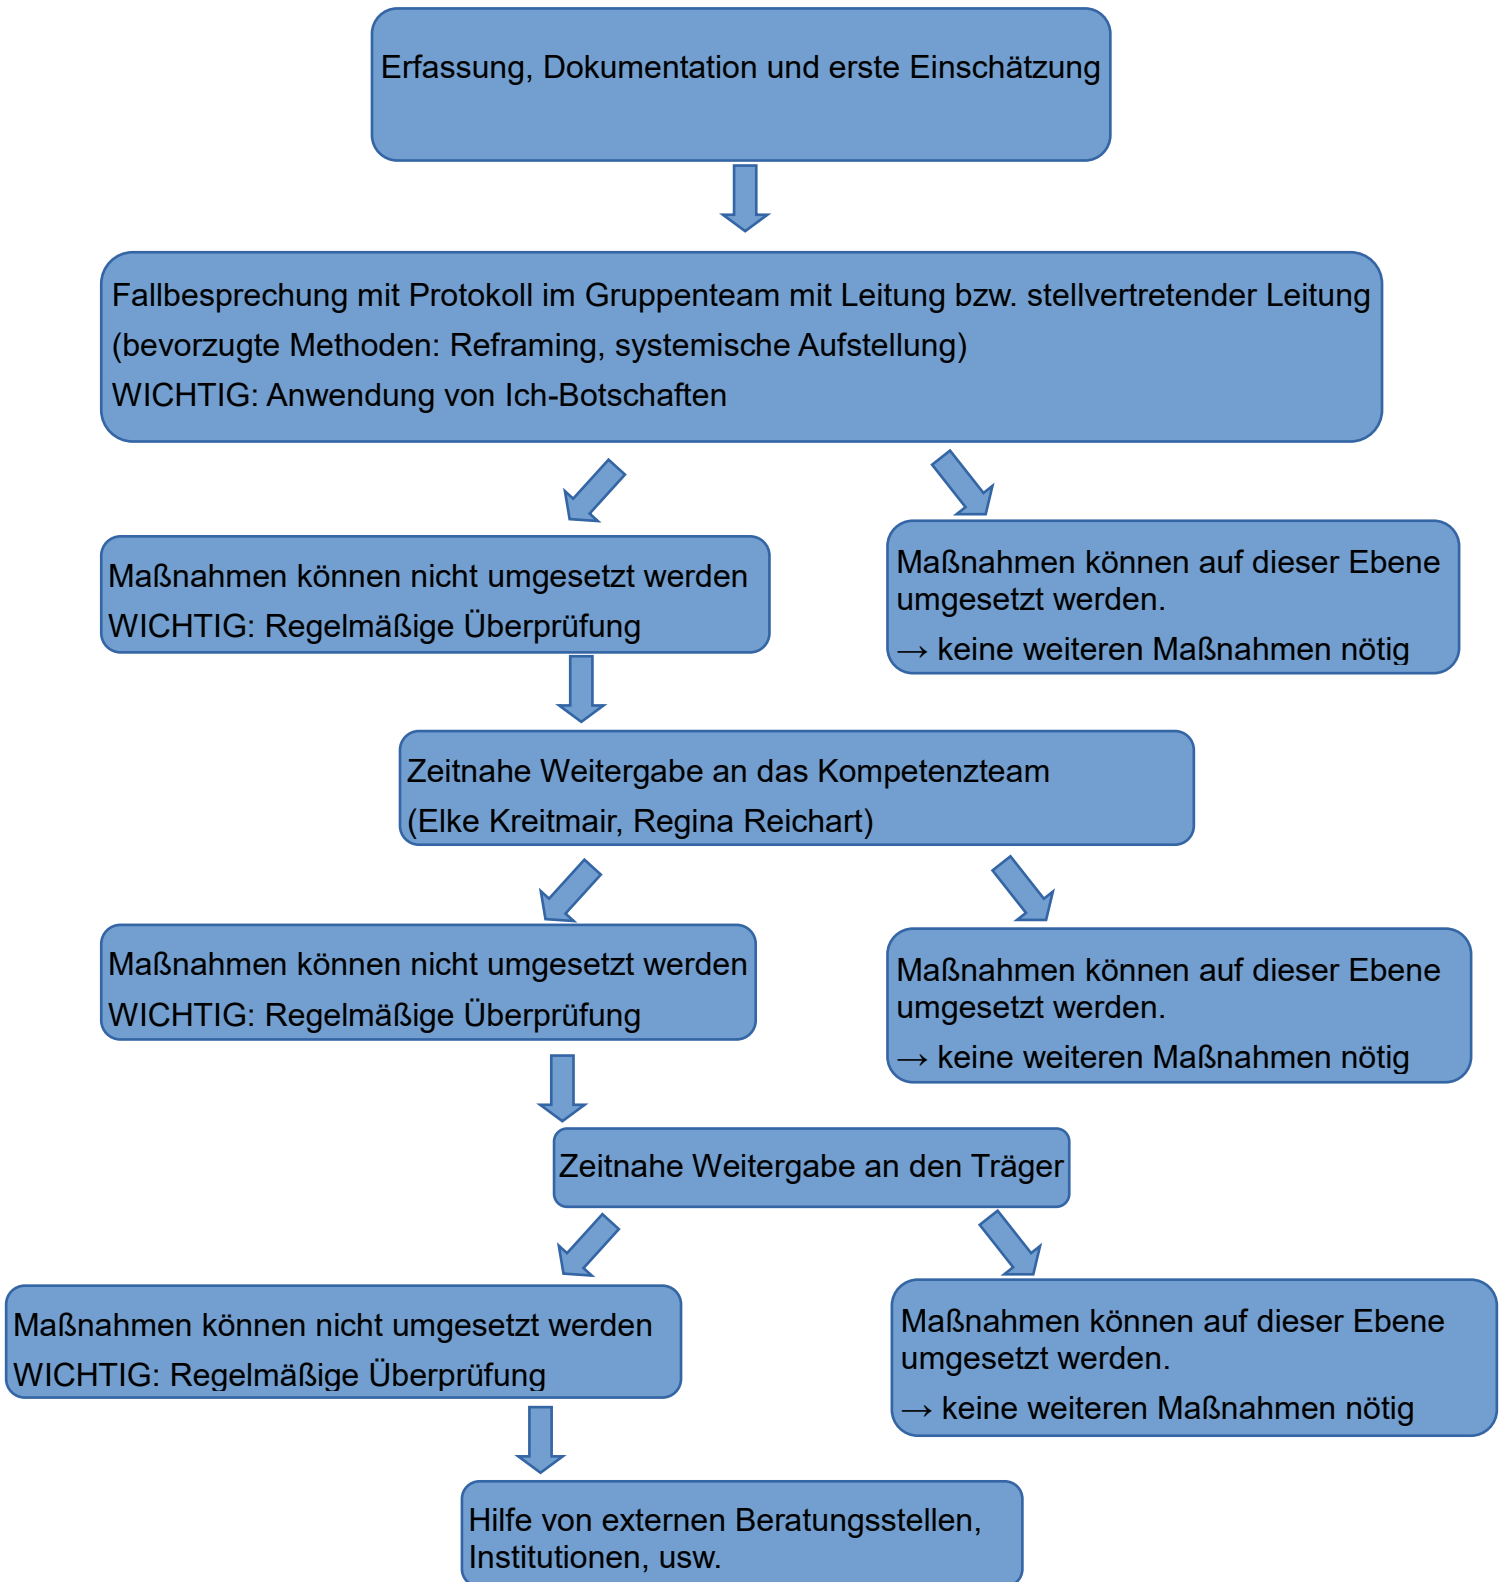 Erfassung, Dokumentation und erste Einschätzung
Fallbesprechung mit Protokoll im Gruppenteam mit Leitung bzw. stellvertretender Leitung
(bevorzugte Methoden: Reframing, systemische Aufstellung)
WICHTIG: Anwendung von Ich-Botschaften
Maßnahmen können nicht umgesetzt werden
WICHTIG: Regelmäßige Überprüfung
Maßnahmen können auf dieser Ebene
umgesetzt werden.
→ keine weiteren Maßnahmen nötig
Zeitnahe Weitergabe an das Kompetenzteam
(Elke Kreitmair, Regina Reichart)
Maßnahmen können nicht umgesetzt werden
WICHTIG: Regelmäßige Überprüfung
Maßnahmen können auf dieser Ebene
umgesetzt werden.
→ keine weiteren Maßnahmen nötig
Zeitnahe Weitergabe an den Träger
Maßnahmen können nicht umgesetzt werden
WICHTIG: Regelmäßige Überprüfung
Maßnahmen können auf dieser Ebene
umgesetzt werden.
→ keine weiteren Maßnahmen nötig
Hilfe von externen Beratungsstellen,
Institutionen, usw.